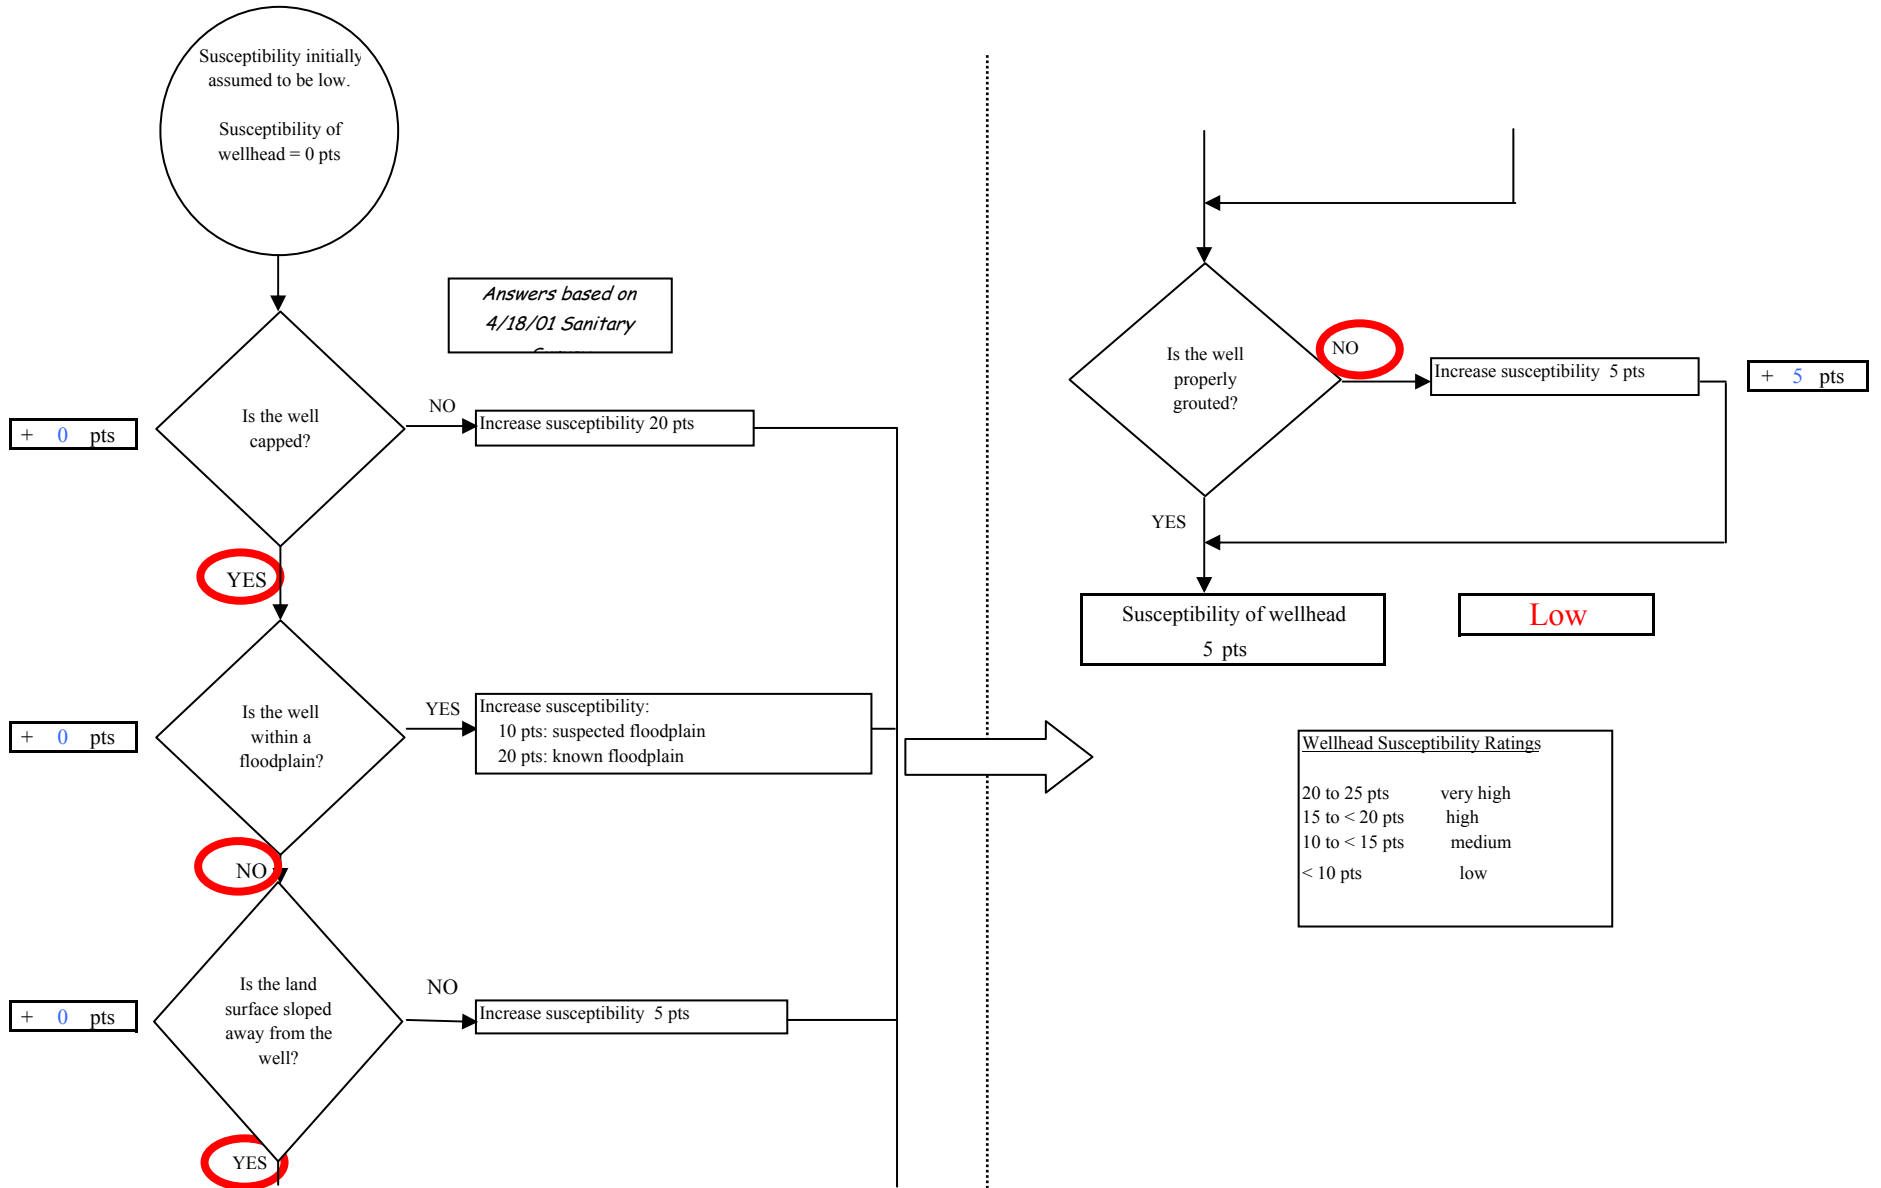 Susceptibility initially
assumed to be low.
Susceptibility of
wellhead = 0 pts
Answers based on
4/18/01 Sanitary
+ 0 pts
Is the well
capped?
NO
Increase susceptibility 20 pts
YES
+ 0 pts
Is the well
within a
floodplain?
YES
Increase susceptibility:
10 pts: suspected floodplain
20 pts: known floodplain
NO
+ 0 pts
Is the land
surface sloped
away from the
well?
NO
Increase susceptibility 5 pts
YES
Is the well
properly
grouted?
NO
Increase susceptibility 5 pts
+ 5 pts
YES
Susceptibility of wellhead
5 pts
Low
Wellhead Susceptibility Ratings
20 to 25 pts very high
15 to < 20 pts high
10 to < 15 pts medium
< 10 pts low